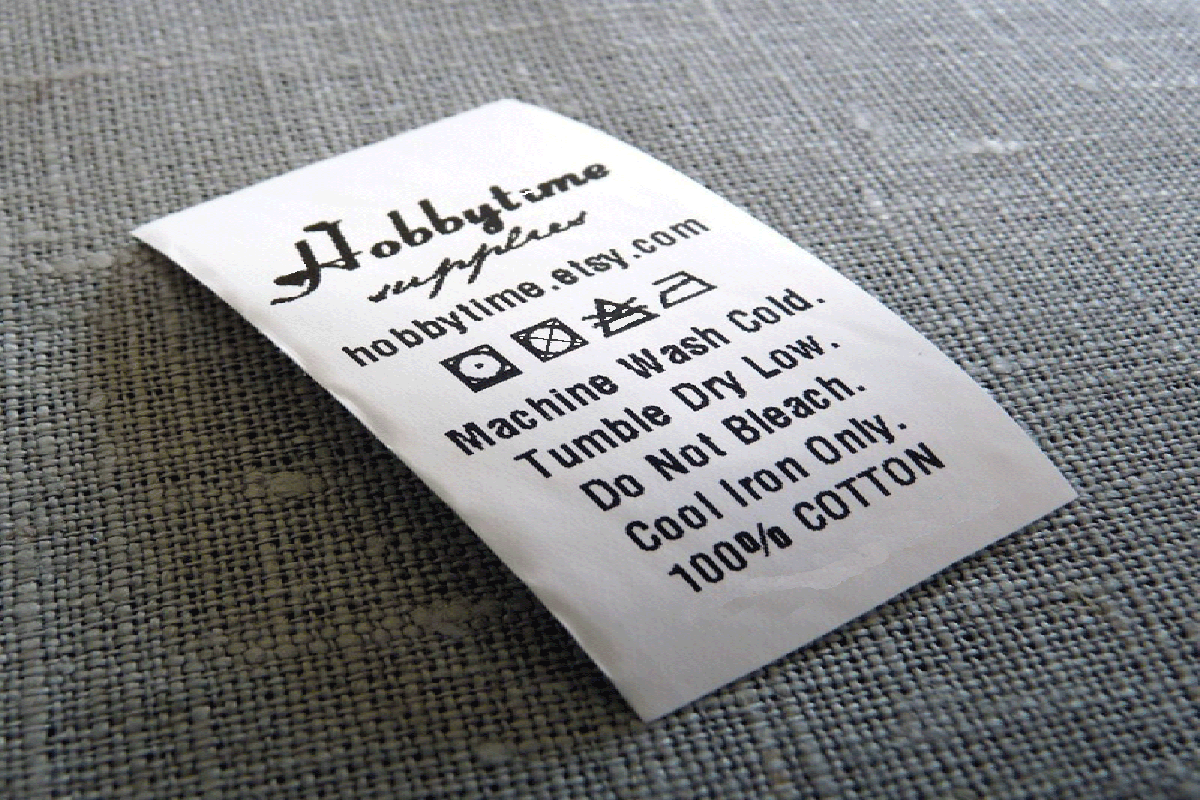 Hobbytime
supplies
hobbytime.etsy.com
Machine Wash Cold.
Tumble Dry Low.
Do Not Bleach.
Cool Iron Only.
100% COTTON